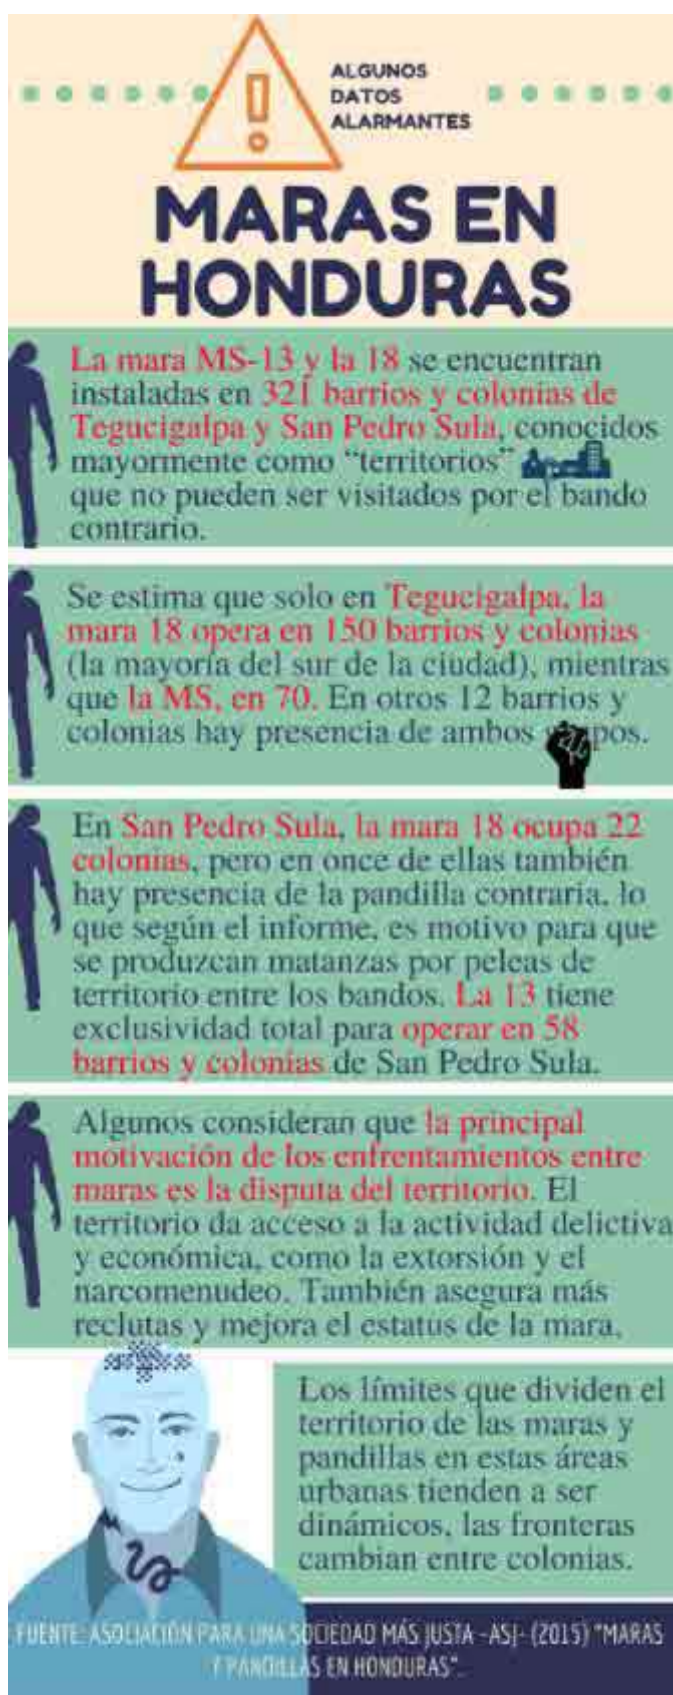 ALGUNOS
DATOS
ALARMANTES
MARAS EN
HONDURAS
La mara MS-13 y la 18 se encuentran
instaladas en 321 barrios y colonias de
Tegucigalpa y San Pedro Sula, conocidos
mayormente como “territorios”
que no pueden ser visitados por el bando
contrario.
Se estima que solo en Tegucigalpa, la
mara 18 opera en 150 barrios y colonias
(la mayoría del sur de la ciudad), mientras
que la MS, en 70. En otros 12 barrios y
colonias hay presencia de ambos grupos.
En San Pedro Sula, la mara 18 ocupa 22
colonias, pero en once de ellas también
hay presencia de la pandilla contraria, lo
que según el informe, es motivo para que
se produzcan matanzas por peleas de
territorio entre los bandos. La 13 tiene
exclusividad total para operar en 58
barrios y colonias de San Pedro Sula.
Algunos consideran que la principal
motivación de los enfrentamientos entre
maras es la disputa del territorio. El
territorio da acceso a la actividad delictiva
y económica, como la extorsión y el
narcomenudeo. También asegura más
reclutas y mejora el estatus de la mara.
Los límites que dividen el
territorio de las maras y
pandillas en estas áreas
urbanas tienden a ser
dinámicos, las fronteras
cambian entre colonias.
FUENTE: ASOCIACIÓN PARA UNA SOCIEDAD MÁS JUSTA -ASJ- (2015) "MARAS
Y PANDILLAS EN HONDURAS".